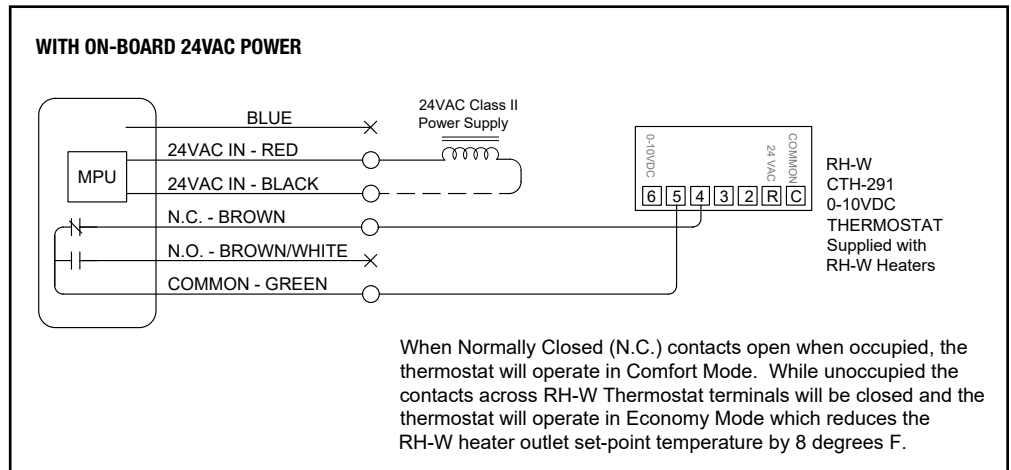 WITH ON-BOARD 24VAC POWER
BLUE
24VAC Class II
Power Supply
24VAC IN - RED
MPU
24VAC IN - BLACK
N.C. - BROWN
N.O. - BROWN/WHITE
COMMON - GREEN
0-10VDC
24 VAC
COMMON
6 5 4 3 2 R C
RH-W
CTH-291
0-10VDC
THERMOSTAT
Supplied with
RH-W Heaters
When Normally Closed (N.C.) contacts open when occupied, the
thermostat will operate in Comfort Mode. While unoccupied the
contacts across RH-W Thermostat terminals will be closed and the
thermostat will operate in Economy Mode which reduces the
RH-W heater outlet set-point temperature by 8 degrees F.